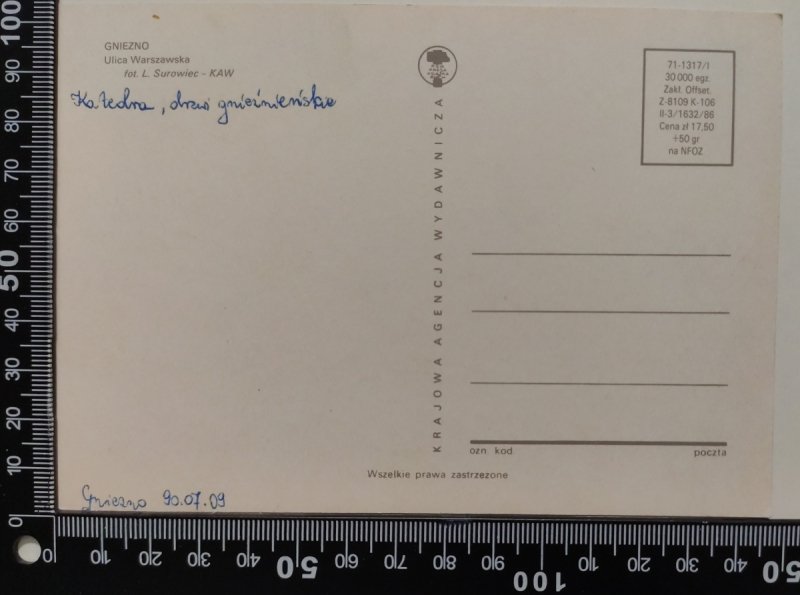 GNIEZNO
Ulica Warszawska
fot. L. Surowiec - KAW
Katedra, drzwi gnieźnieńskie
Gniezno 90.07.09
KRAJOWA AGENCJA WYDAWNICZA
71-1317/I
30 000 egz.
Zakł. Offset.
Z-8109 K-106
II-3/1632/86
Cena zł 17,50
+50 gr
na NFOZ
ozn. kod. poczta
Wszelkie prawa zastrzeżone
100
90
80
70
60
50
40
30
20
10
0
0 10 20 30 40 50 60 70 80 90 100 10 20 30 40 50